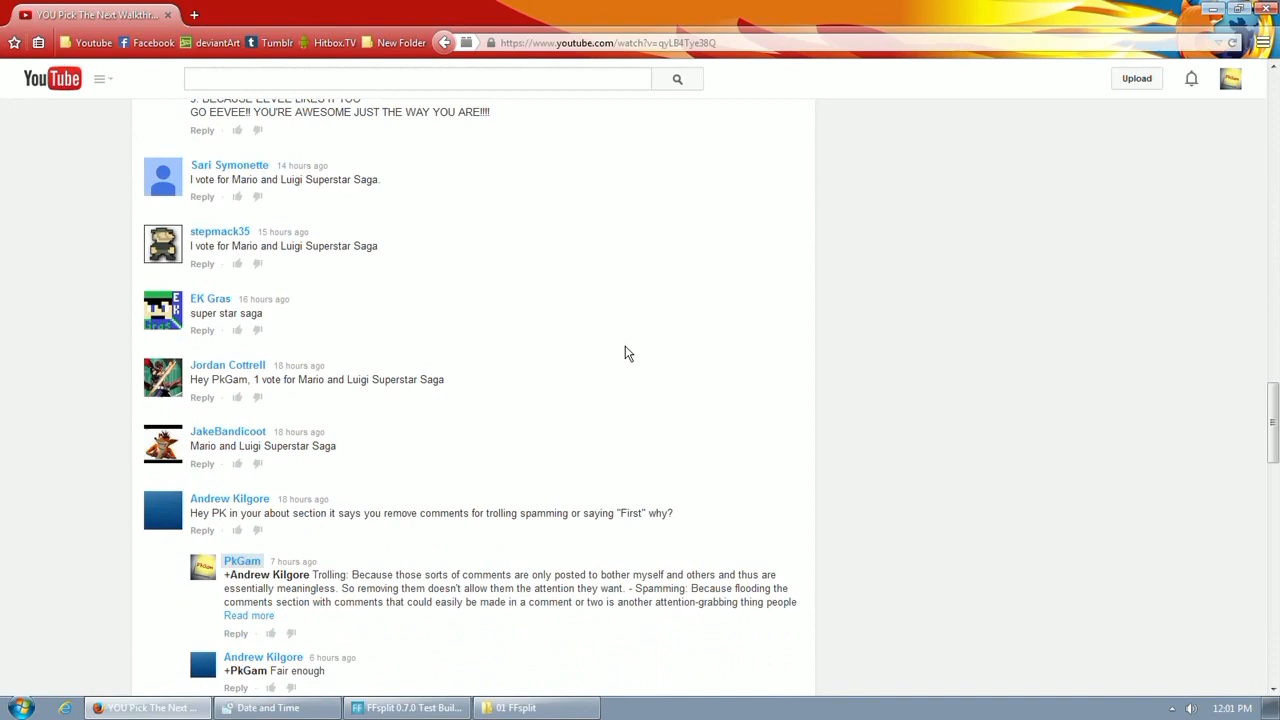 YOU Pick The Next Walkthr...
Youtube
Facebook
deviantArt
Tumblr
Hitbox.TV
New Folder
https://www.youtube.com/watch?v=qyLB4Tye38Q
YouTube
Upload
GO EEVEE!! YOU'RE AWESOME JUST THE WAY YOU ARE!!!!
Reply
Sari Symonette 14 hours ago
I vote for Mario and Luigi Superstar Saga.
Reply
stepmack35 15 hours ago
I vote for Mario and Luigi Superstar Saga
Reply
EK Gras 16 hours ago
super star saga
Reply
Jordan Cottrell 18 hours ago
Hey PkGam, 1 vote for Mario and Luigi Superstar Saga
Reply
JakeBandicoot 18 hours ago
Mario and Luigi Superstar Saga
Reply
Andrew Kilgore 18 hours ago
Hey PK in your about section it says you remove comments for trolling spamming or saying "First" why?
Reply
PkGam 7 hours ago
+Andrew Kilgore Trolling: Because those sorts of comments are only posted to bother myself and others and thus are
essentially meaningless. So removing them doesn't allow them the attention they want. - Spamming: Because flooding the
comments section with comments that could easily be made in a comment or two is another attention-grabbing thing people
Read more
Reply
Andrew Kilgore 6 hours ago
+PkGam Fair enough
Reply
YOU Pick The Next ...
Date and Time
FFsplit 0.7.0 Test Buil...
01 FFsplit
12:01 PM